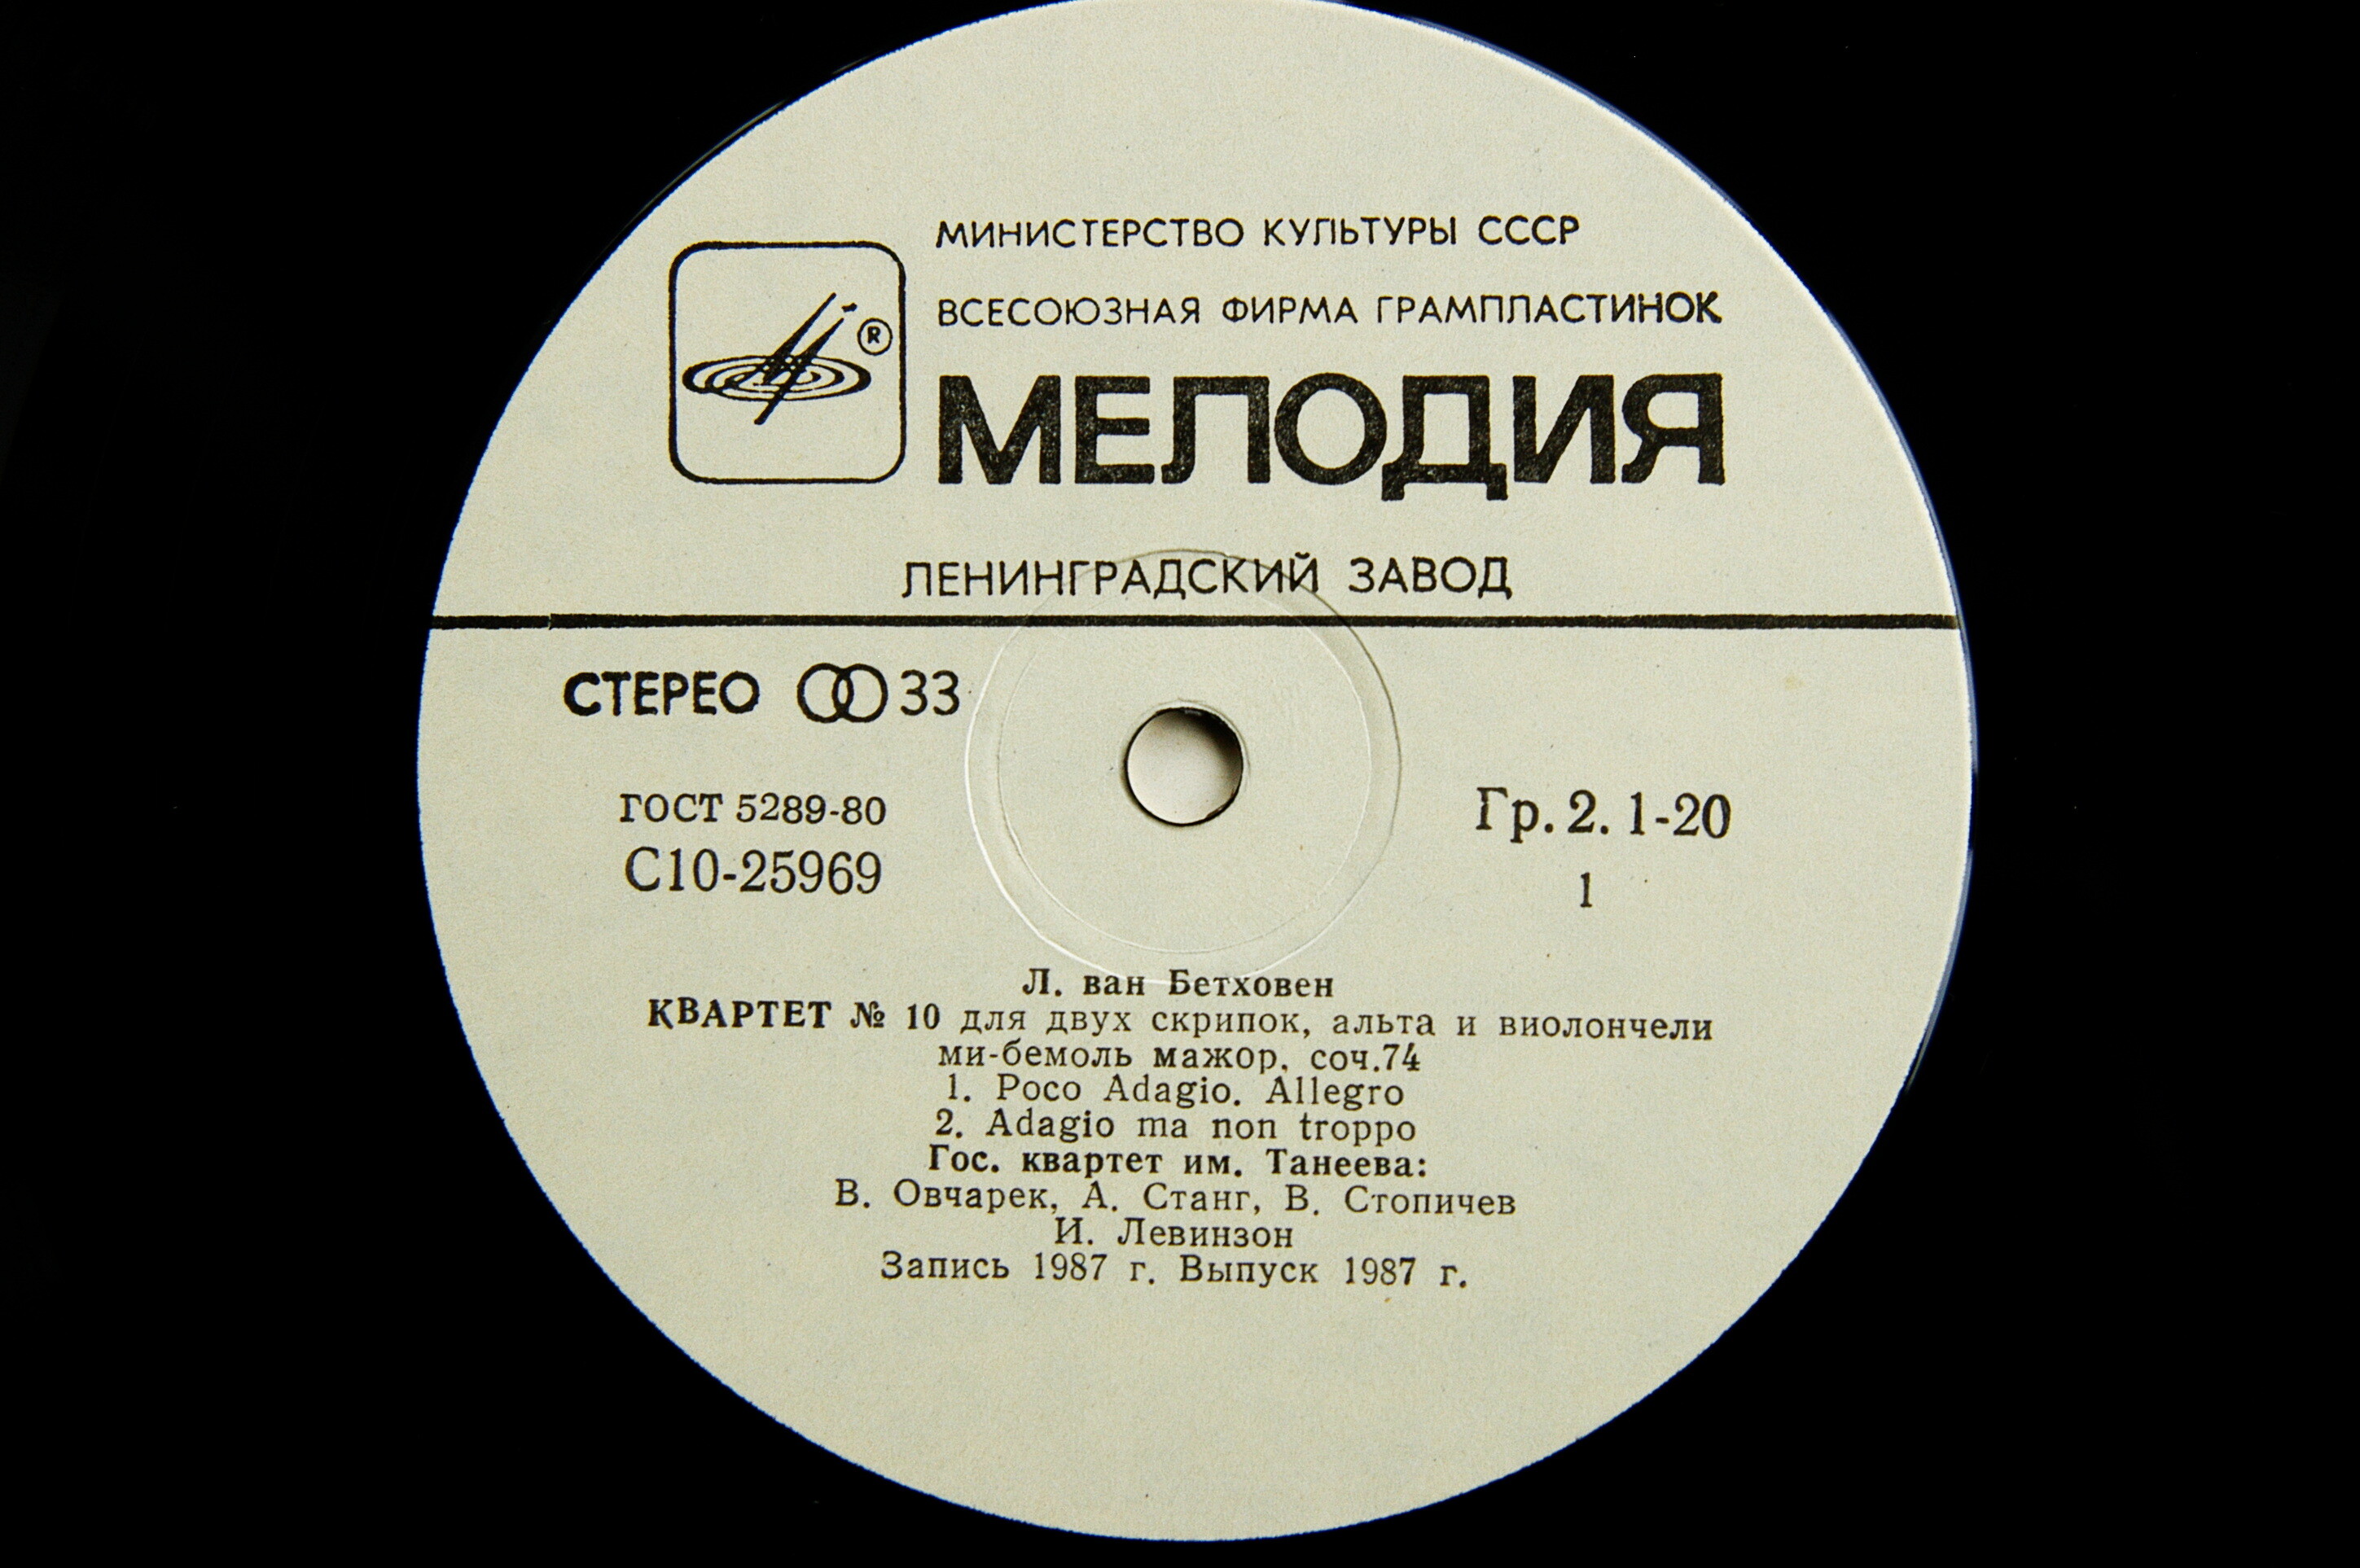 МИНИСТЕРСТВО КУЛЬТУРЫ СССР
ВСЕСОЮЗНАЯ ФИРМА ГРАМПЛАСТИНОК
®
МЕЛОДИЯ
ЛЕНИНГРАДСКИЙ ЗАВОД
СТЕРЕО 33
ГОСТ 5289-80
С10-25969
Гр. 2. 1-20
1
Л. ван Бетховен
КВАРТЕТ № 10 для двух скрипок, альта и виолончели
ми-бемоль мажор, соч.74
1. Poco Adagio. Allegro
2. Adagio ma non troppo
Гос. квартет им. Танеева:
В. Овчарек, А. Станг, В. Стопичев
И. Левинзон
Запись 1987 г. Выпуск 1987 г.